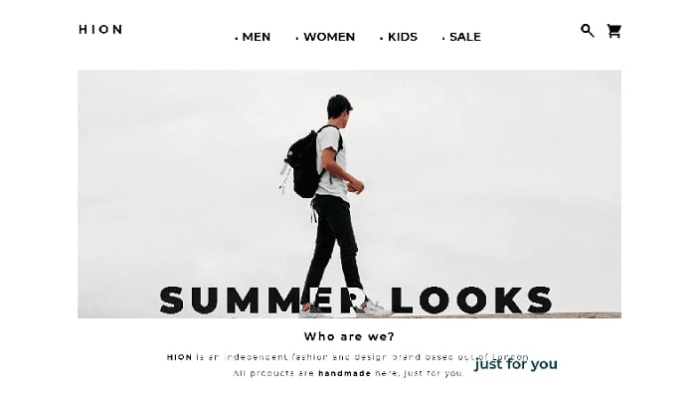 HION
• MEN • WOMEN • KIDS • SALE
SUMMER LOOKS
Who are we?
HION is an independent fashion and design brand based out of London
All products are handmade here, just for you.
just for you